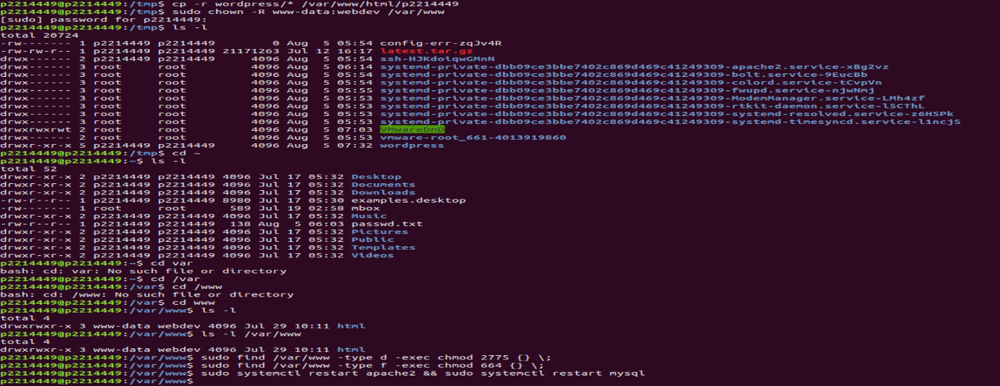 p2214449@p2214449:/tmp$ cp -r wordpress/* /var/www/html/p2214449
p2214449@p2214449:/tmp$ sudo chown -R www-data:webdev /var/www
[sudo] password for p2214449:
p2214449@p2214449:/tmp$ ls -l
total 20724
-rw------- 1 p2214449 p2214449        0 Aug  5 05:54 config-err-zqJv4R
-rw-rw-r-- 1 p2214449 p2214449 21171263 Jul 12 16:17 latest.tar.gz
drwx------ 2 p2214449 p2214449     4096 Aug  5 05:54 ssh-HJKdoiqwGMnN
drwx------ 3 root     root         4096 Aug  5 06:14 systemd-private-dbb09ce3bbe7402c869d469c41249309-apache2.service-xBg2vz
drwx------ 3 root     root         4096 Aug  5 05:54 systemd-private-dbb09ce3bbe7402c869d469c41249309-bolt.service-9EucBb
drwx------ 3 root     root         4096 Aug  5 05:54 systemd-private-dbb09ce3bbe7402c869d469c41249309-colord.service-tCvpVn
drwx------ 3 root     root         4096 Aug  5 05:55 systemd-private-dbb09ce3bbe7402c869d469c41249309-fwupd.service-njwNmj
drwx------ 3 root     root         4096 Aug  5 05:53 systemd-private-dbb09ce3bbe7402c869d469c41249309-ModemManager.service-LMh4zf
drwx------ 3 root     root         4096 Aug  5 05:53 systemd-private-dbb09ce3bbe7402c869d469c41249309-rtkit-daemon.service-l5CThL
drwx------ 3 root     root         4096 Aug  5 05:53 systemd-private-dbb09ce3bbe7402c869d469c41249309-systemd-resolved.service-z6H5Pk
drwx------ 3 root     root         4096 Aug  5 05:53 systemd-private-dbb09ce3bbe7402c869d469c41249309-systemd-timesyncd.service-l1ncjS
drwxrwxrwt 2 root     root         4096 Aug  5 07:03 VMwareDnD
drwx------ 2 root     root         4096 Aug  5 05:53 vmware-root_661-4013919860
drwxr-xr-x 5 p2214449 p2214449     4096 Aug  5 07:32 wordpress
p2214449@p2214449:/tmp$ cd ~
p2214449@p2214449:~$ ls -l
total 52
drwxr-xr-x 2 p2214449 p2214449 4096 Jul 17 05:32 Desktop
drwxr-xr-x 2 p2214449 p2214449 4096 Jul 17 05:32 Documents
drwxr-xr-x 2 p2214449 p2214449 4096 Jul 17 05:32 Downloads
-rw-r--r-- 1 p2214449 p2214449 8980 Jul 17 05:30 examples.desktop
-rw------- 1 root     root      589 Jul 19 02:58 mbox
drwxr-xr-x 2 p2214449 p2214449 4096 Jul 17 05:32 Music
-rw-r--r-- 1 p2214449 p2214449  138 Aug  5 06:03 passwd.txt
drwxr-xr-x 2 p2214449 p2214449 4096 Jul 17 05:32 Pictures
drwxr-xr-x 2 p2214449 p2214449 4096 Jul 17 05:32 Public
drwxr-xr-x 2 p2214449 p2214449 4096 Jul 17 05:32 Templates
drwxr-xr-x 2 p2214449 p2214449 4096 Jul 17 05:32 Videos
p2214449@p2214449:~$ cd var
bash: cd: var: No such file or directory
p2214449@p2214449:~$ cd /var
p2214449@p2214449:/var$ cd /www
bash: cd: /www: No such file or directory
p2214449@p2214449:/var$ cd www
p2214449@p2214449:/var/www$ ls -l
total 4
drwxrwxr-x 3 www-data webdev 4096 Jul 29 10:11 html
p2214449@p2214449:/var/www$ ls -l /var/www
total 4
drwxrwxr-x 3 www-data webdev 4096 Jul 29 10:11 html
p2214449@p2214449:/var/www$ sudo find /var/www -type d -exec chmod 2775 {} \;
p2214449@p2214449:/var/www$ sudo find /var/www -type f -exec chmod 664 {} \;
p2214449@p2214449:/var/www$ sudo systemctl restart apache2 && sudo systemctl restart mysql
p2214449@p2214449:/var/www$